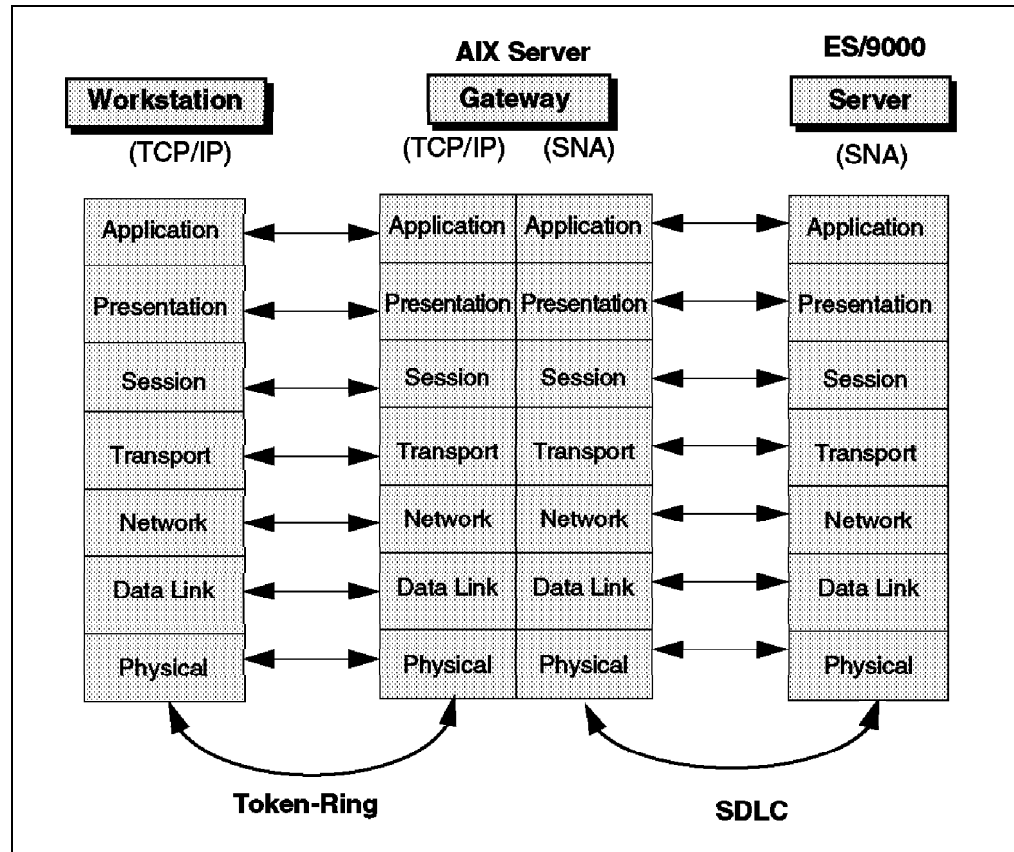 AIX Server
ES/9000
Workstation
Gateway
Server
(TCP/IP)
(TCP/IP)
(SNA)
(SNA)
Application
Application
Application
Application
Presentation
Presentation
Presentation
Presentation
Session
Session
Session
Session
Transport
Transport
Transport
Transport
Network
Network
Network
Network
Data Link
Data Link
Data Link
Data Link
Physical
Physical
Physical
Physical
Token-Ring
SDLC